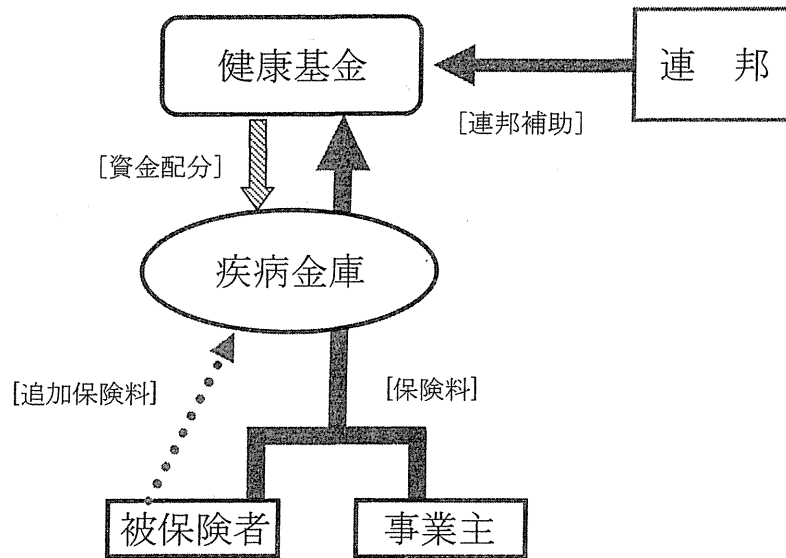 健康基金
連 邦
[連邦補助]
[資金配分]
疾病金庫
[追加保険料]
[保険料]
被保険者
事業主